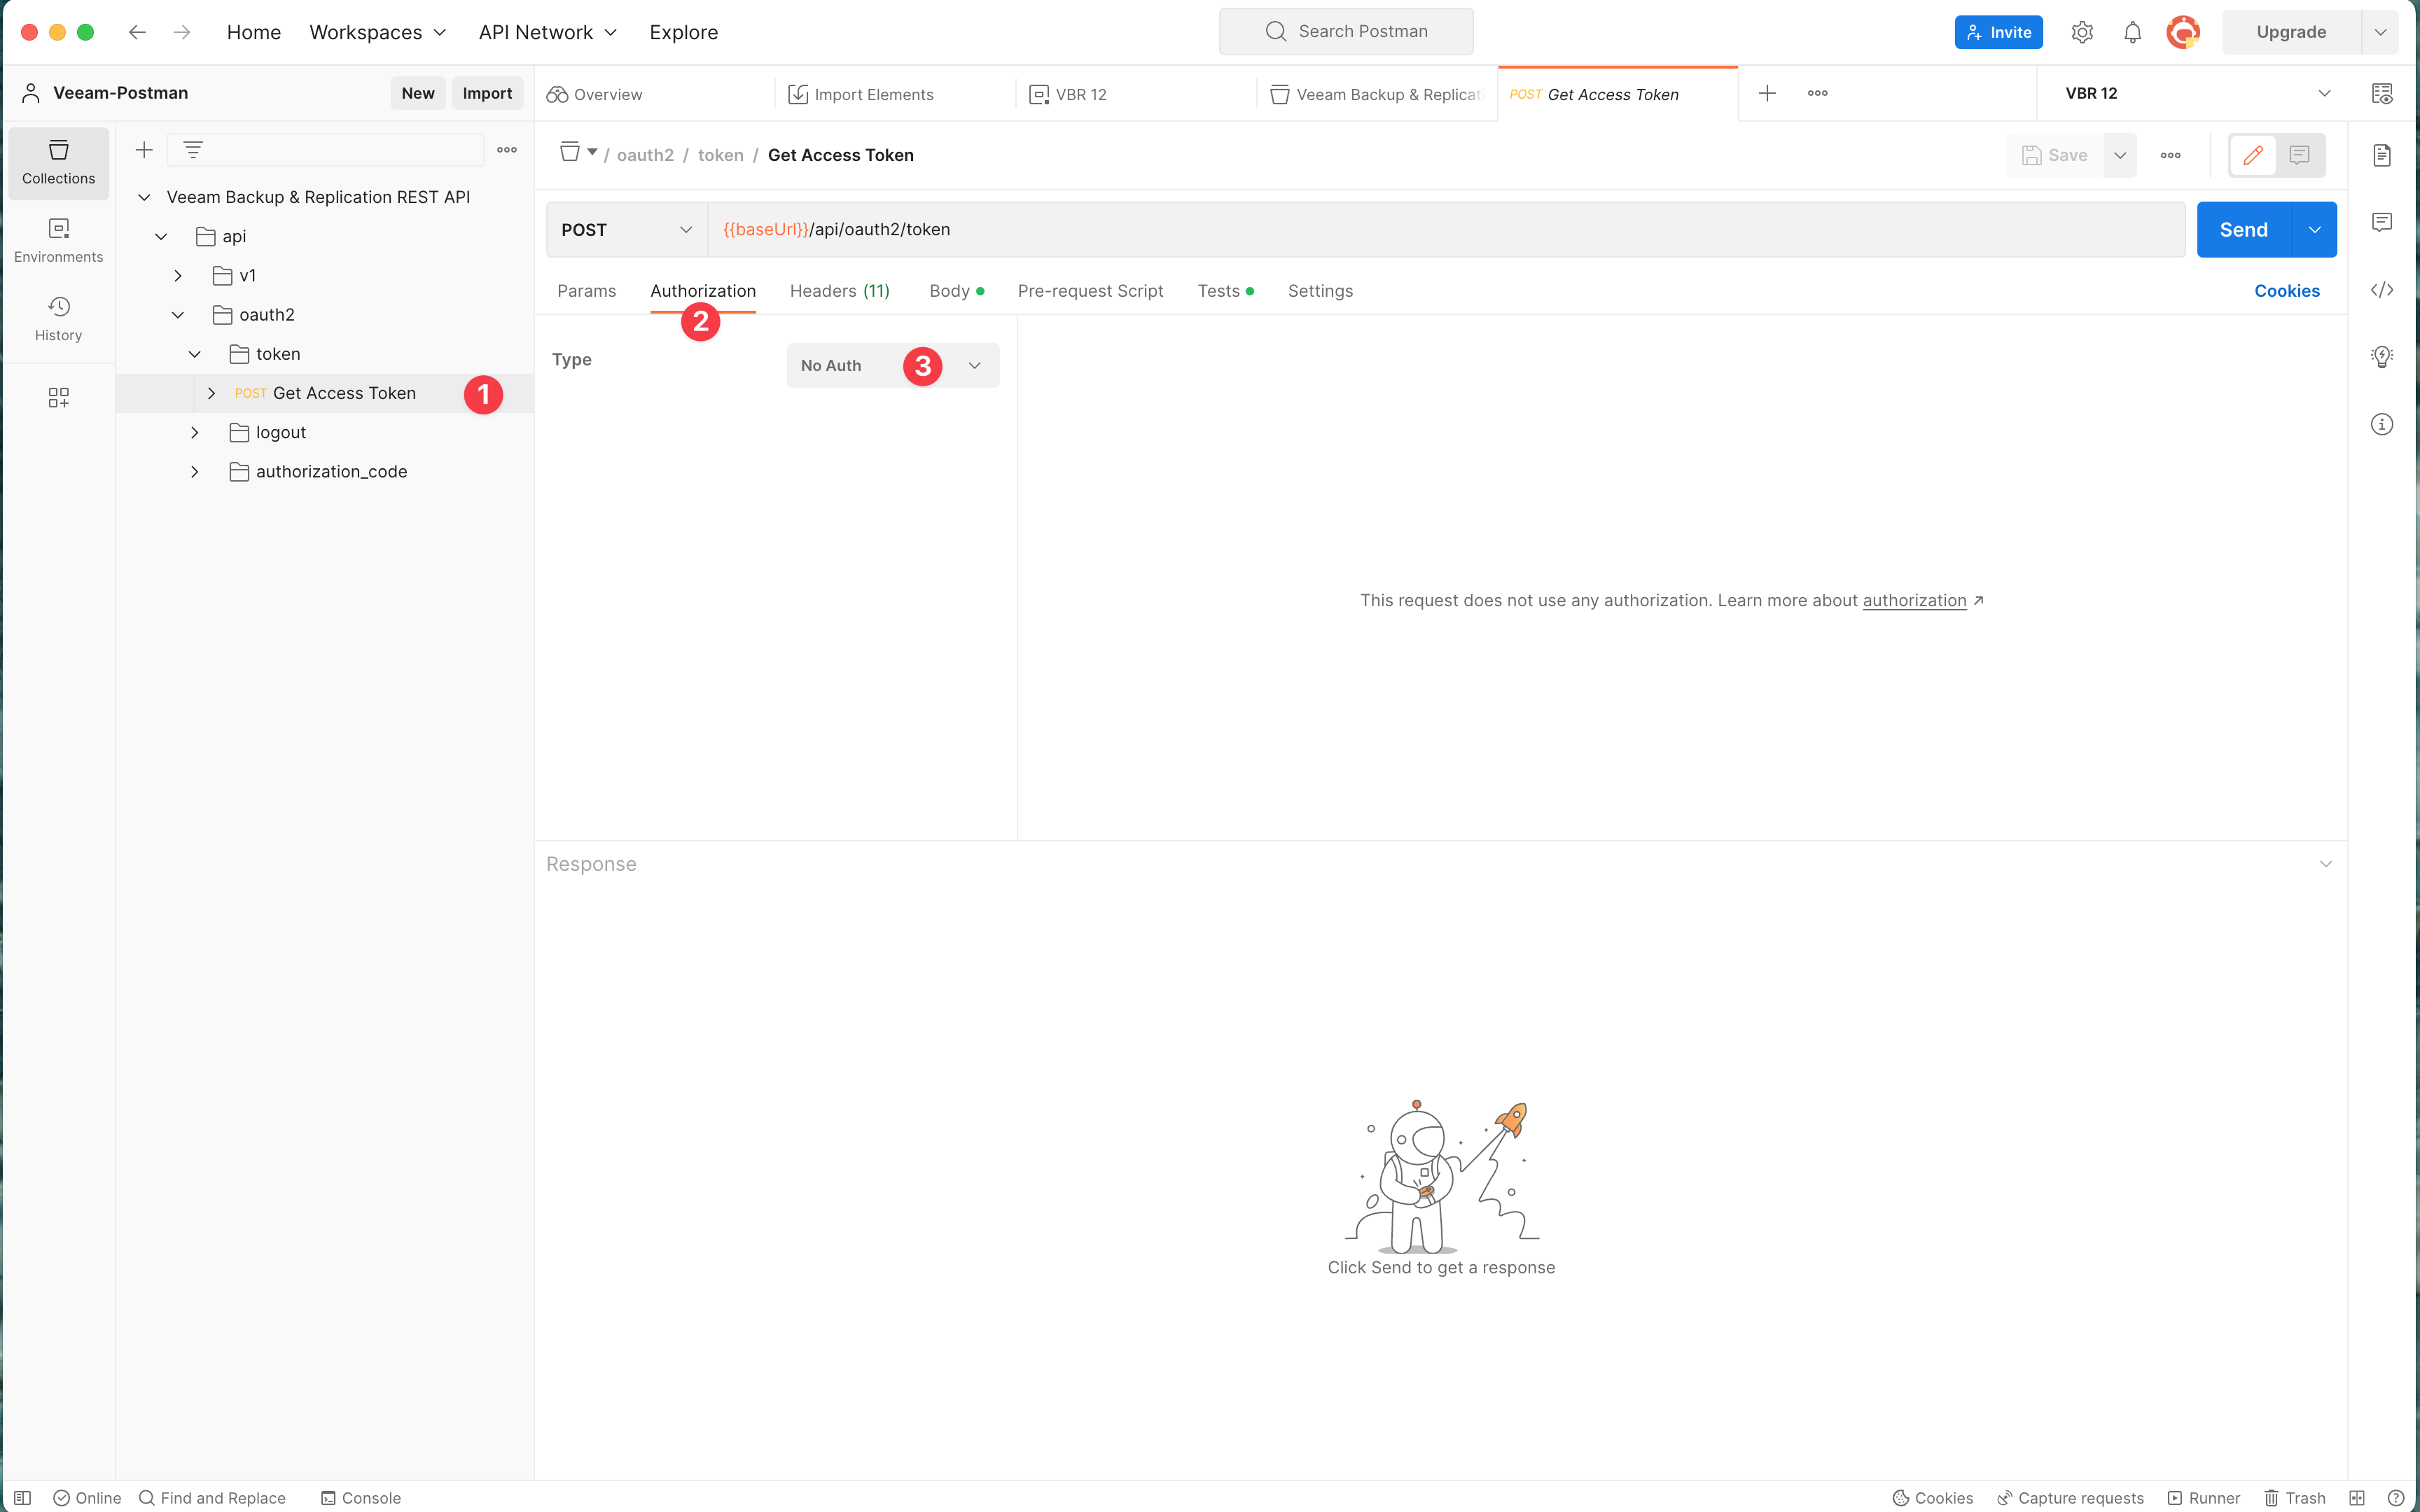 Home Workspaces API Network Explore Search Postman Invite Upgrade
Veeam-Postman New Import
Overview Import Elements VBR 12 Veeam Backup & Replicat POST Get Access Token VBR 12
Collections
Environments
History
Veeam Backup & Replication REST API
api
v1
oauth2
token
POST Get Access Token 1
logout
authorization_code
/ oauth2 / token / Get Access Token Save
POST {{baseUrl}}/api/oauth2/token Send
Params Authorization Headers (11) Body Pre-request Script Tests Settings Cookies
2
Type No Auth 3
This request does not use any authorization. Learn more about authorization ↗
Response
Click Send to get a response
Online Find and Replace Console Cookies Capture requests Runner Trash